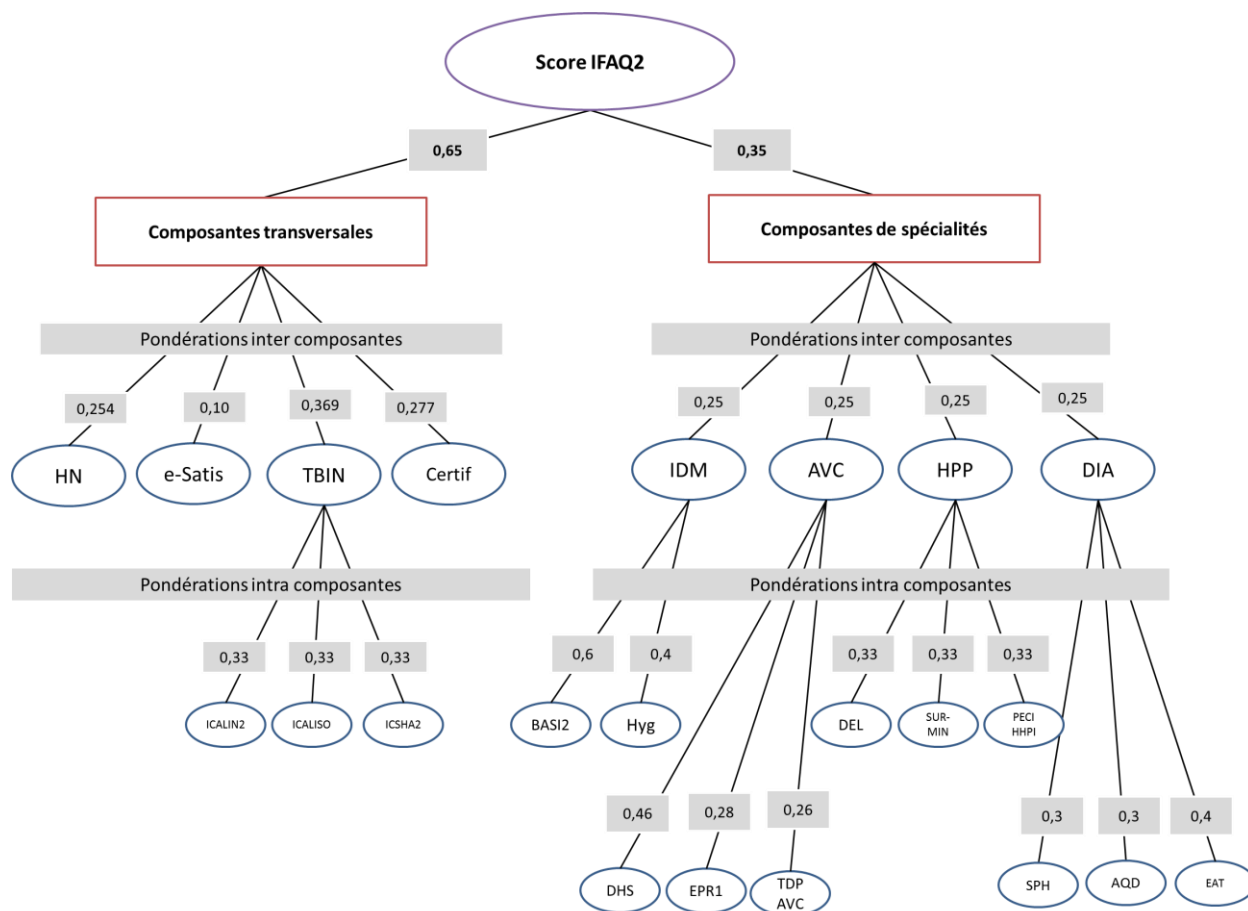 Score IFAQ2
0,65
0,35
Composantes transversales
Composantes de spécialités
Pondérations inter composantes
Pondérations inter composantes
0,254
0,10
0,369
0,277
0,25
0,25
0,25
0,25
HN
e-Satis
TBIN
Certif
IDM
AVC
HPP
DIA
Pondérations intra composantes
Pondérations intra composantes
0,33
0,33
0,33
0,6
0,4
0,33
0,33
0,33
ICALIN2
ICALISO
ICSHA2
BASI2
Hyg
DEL
SUR-
MIN
PECI
HHPI
0,46
0,28
0,26
0,3
0,3
0,4
DHS
EPR1
TDP
AVC
SPH
AQD
EAT